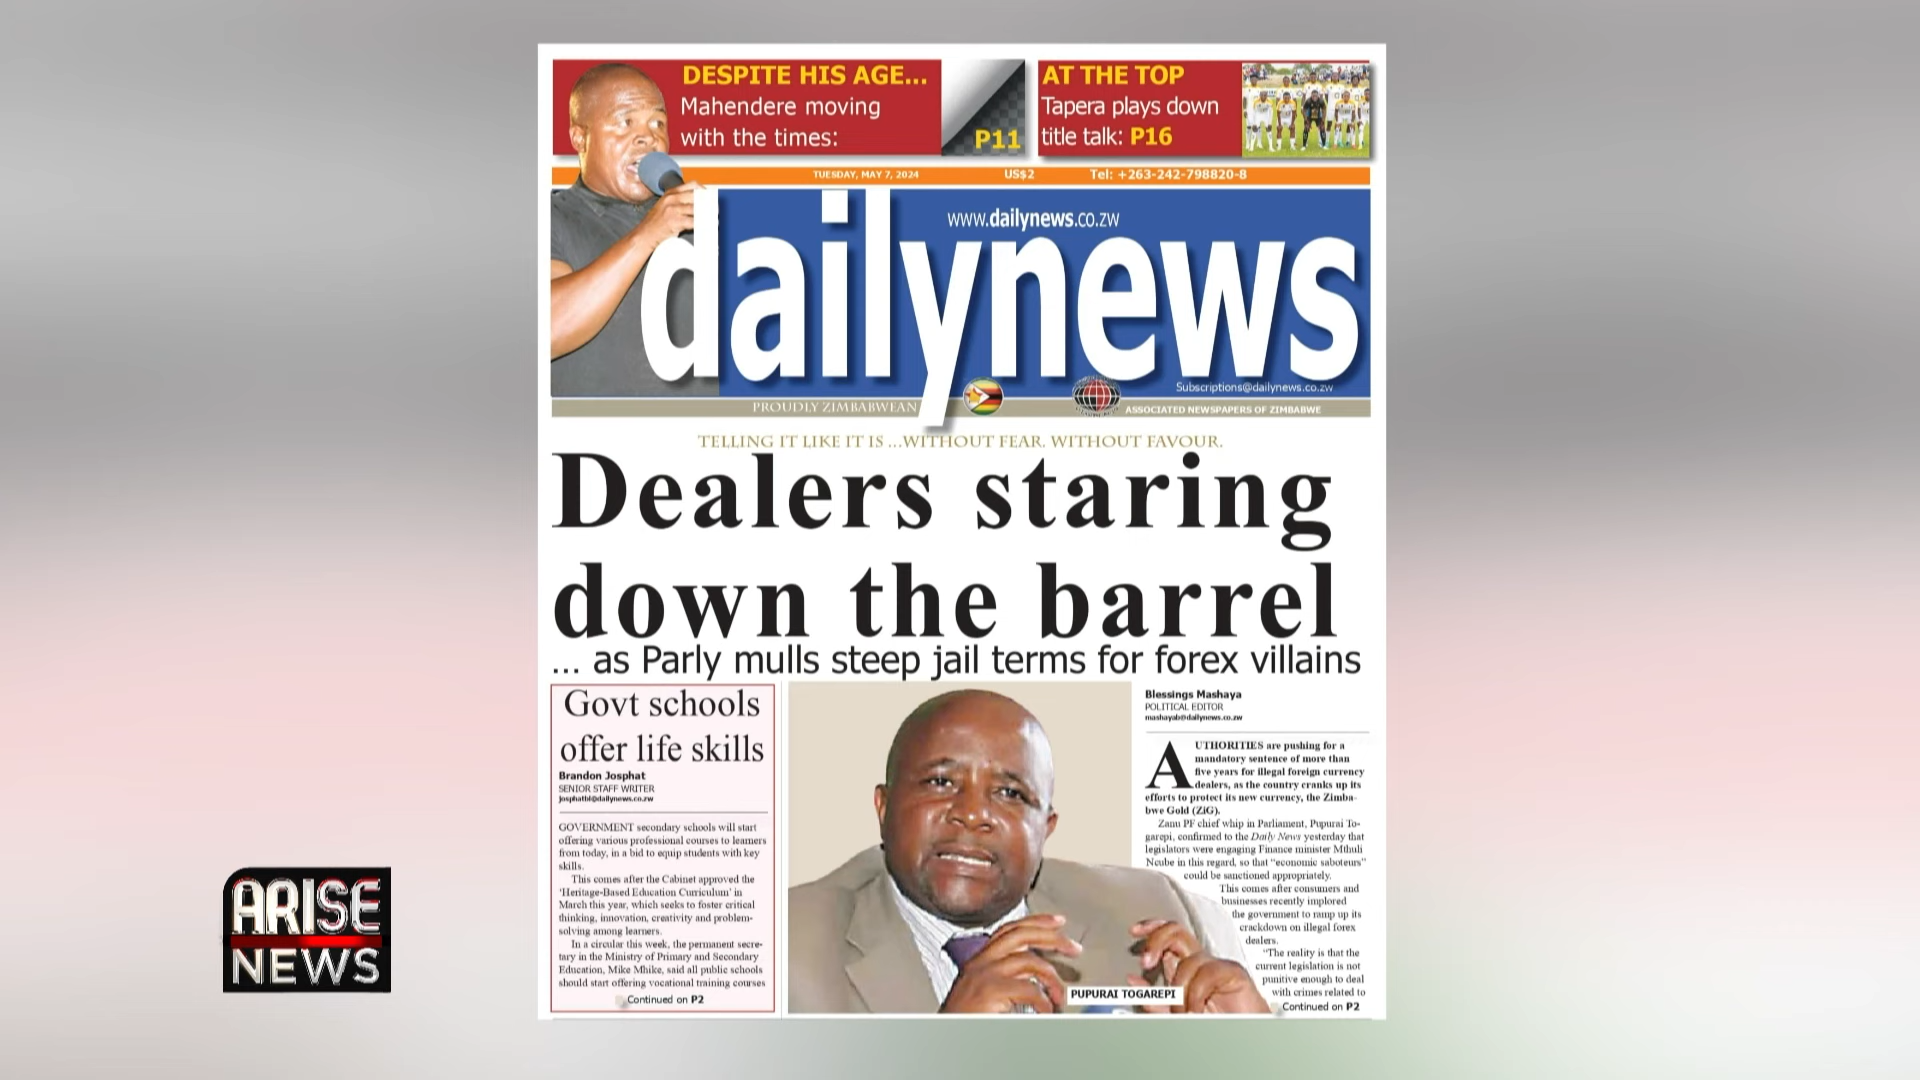 DESPITE HIS AGE...
Mahendere moving
with the times:
P11
AT THE TOP
Tapera plays down
title talk: P16
TUESDAY, MAY 7, 2024 US$2 Tel: +263-242-798820-8
www.dailynews.co.zw
dailynews
Subscriptions@dailynews.co.zw
PROUDLY ZIMBABWEAN
ASSOCIATED NEWSPAPERS OF ZIMBABWE
TELLING IT LIKE IT IS ...WITHOUT FEAR. WITHOUT FAVOUR.
Dealers staring
down the barrel
... as Parly mulls steep jail terms for forex villains
Govt schools
offer life skills
Brandon Josphat
SENIOR STAFF WRITER
josphatbl@dailynews.co.zw
GOVERNMENT secondary schools will start
offering various professional courses to learners
from today, in a bid to equip students with key
skills.
This comes after the Cabinet approved the
'Heritage-Based Education Curriculum' in
March this year, which seeks to foster critical
thinking, innovation, creativity and problem-
solving among learners.
In a circular this week, the permanent secre-
tary in the Ministry of Primary and Secondary
Education, Mike Mhike, said all public schools
should start offering vocational training courses
Continued on P2
PUPURAI TOGAREPI
Blessings Mashaya
POLITICAL EDITOR
mashayab@dailynews.co.zw
AUTHORITIES are pushing for a
mandatory sentence of more than
five years for illegal foreign currency
dealers, as the country cranks up its
efforts to protect its new currency, the Zimba-
bwe Gold (ZiG).
Zanu PF chief whip in Parliament, Pupurai To-
garepi, confirmed to the Daily News yesterday that
legislators were engaging Finance minister Mthuli
Ncube in this regard, so that "economic saboteurs"
could be sanctioned appropriately.
This comes after consumers and
businesses recently implored
the government to ramp up its
crackdown on illegal forex
dealers.
"The reality is that the
current legislation is not
punitive enough to deal
with crimes related to
Continued on P2
ARISE
NEWS